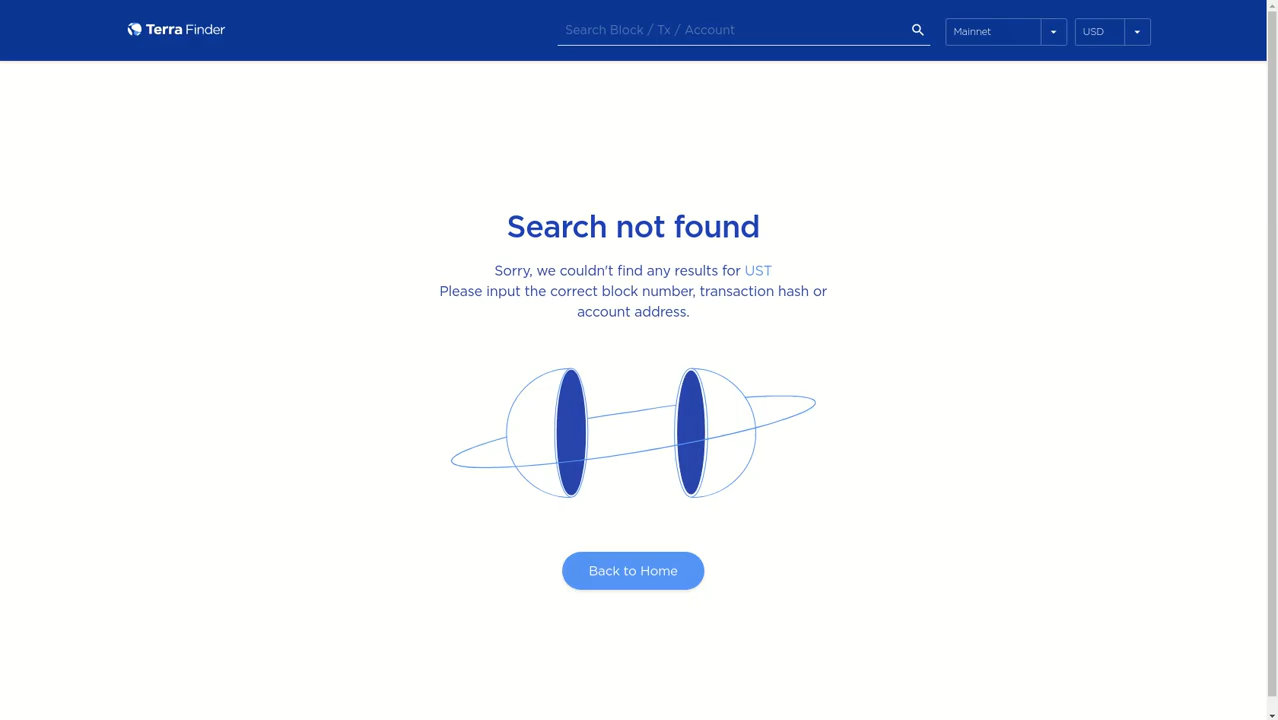 Terra Finder
Search Block / Tx / Account
Mainnet
USD
Search not found
Sorry, we couldn't find any results for UST
Please input the correct block number, transaction hash or
account address.
Back to Home